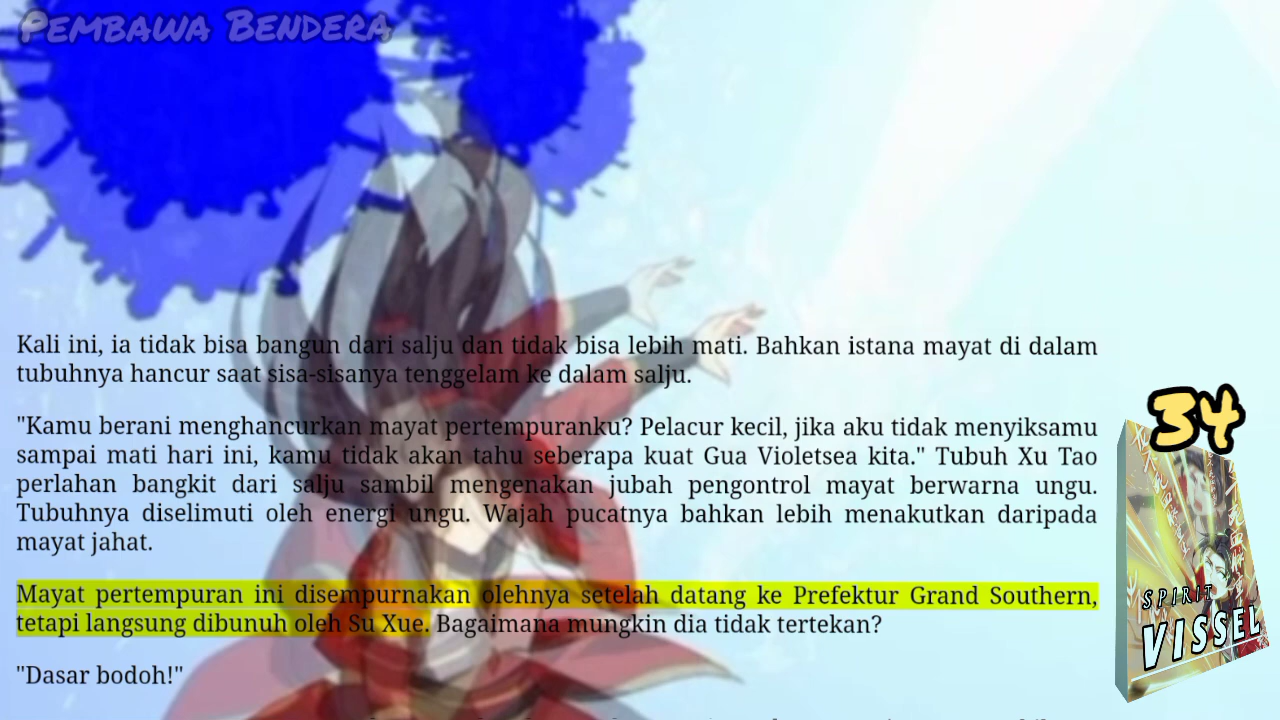 PEMBAWA BENDERA
Kali ini, ia tidak bisa bangun dari salju dan tidak bisa lebih mati. Bahkan istana mayat di dalam
tubuhnya hancur saat sisa-sisanya tenggelam ke dalam salju.
"Kamu berani menghancurkan mayat pertempuranku? Pelacur kecil, jika aku tidak menyiksamu
sampai mati hari ini, kamu tidak akan tahu seberapa kuat Gua Violetsea kita." Tubuh Xu Tao
perlahan bangkit dari salju sambil mengenakan jubah pengontrol mayat berwarna ungu.
Tubuhnya diselimuti oleh energi ungu. Wajah pucatnya bahkan lebih menakutkan daripada
mayat jahat.
Mayat pertempuran ini disempurnakan olehnya setelah datang ke Prefektur Grand Southern,
tetapi langsung dibunuh oleh Su Xue. Bagaimana mungkin dia tidak tertekan?
"Dasar bodoh!"
34
SPIRIT
VISSEL